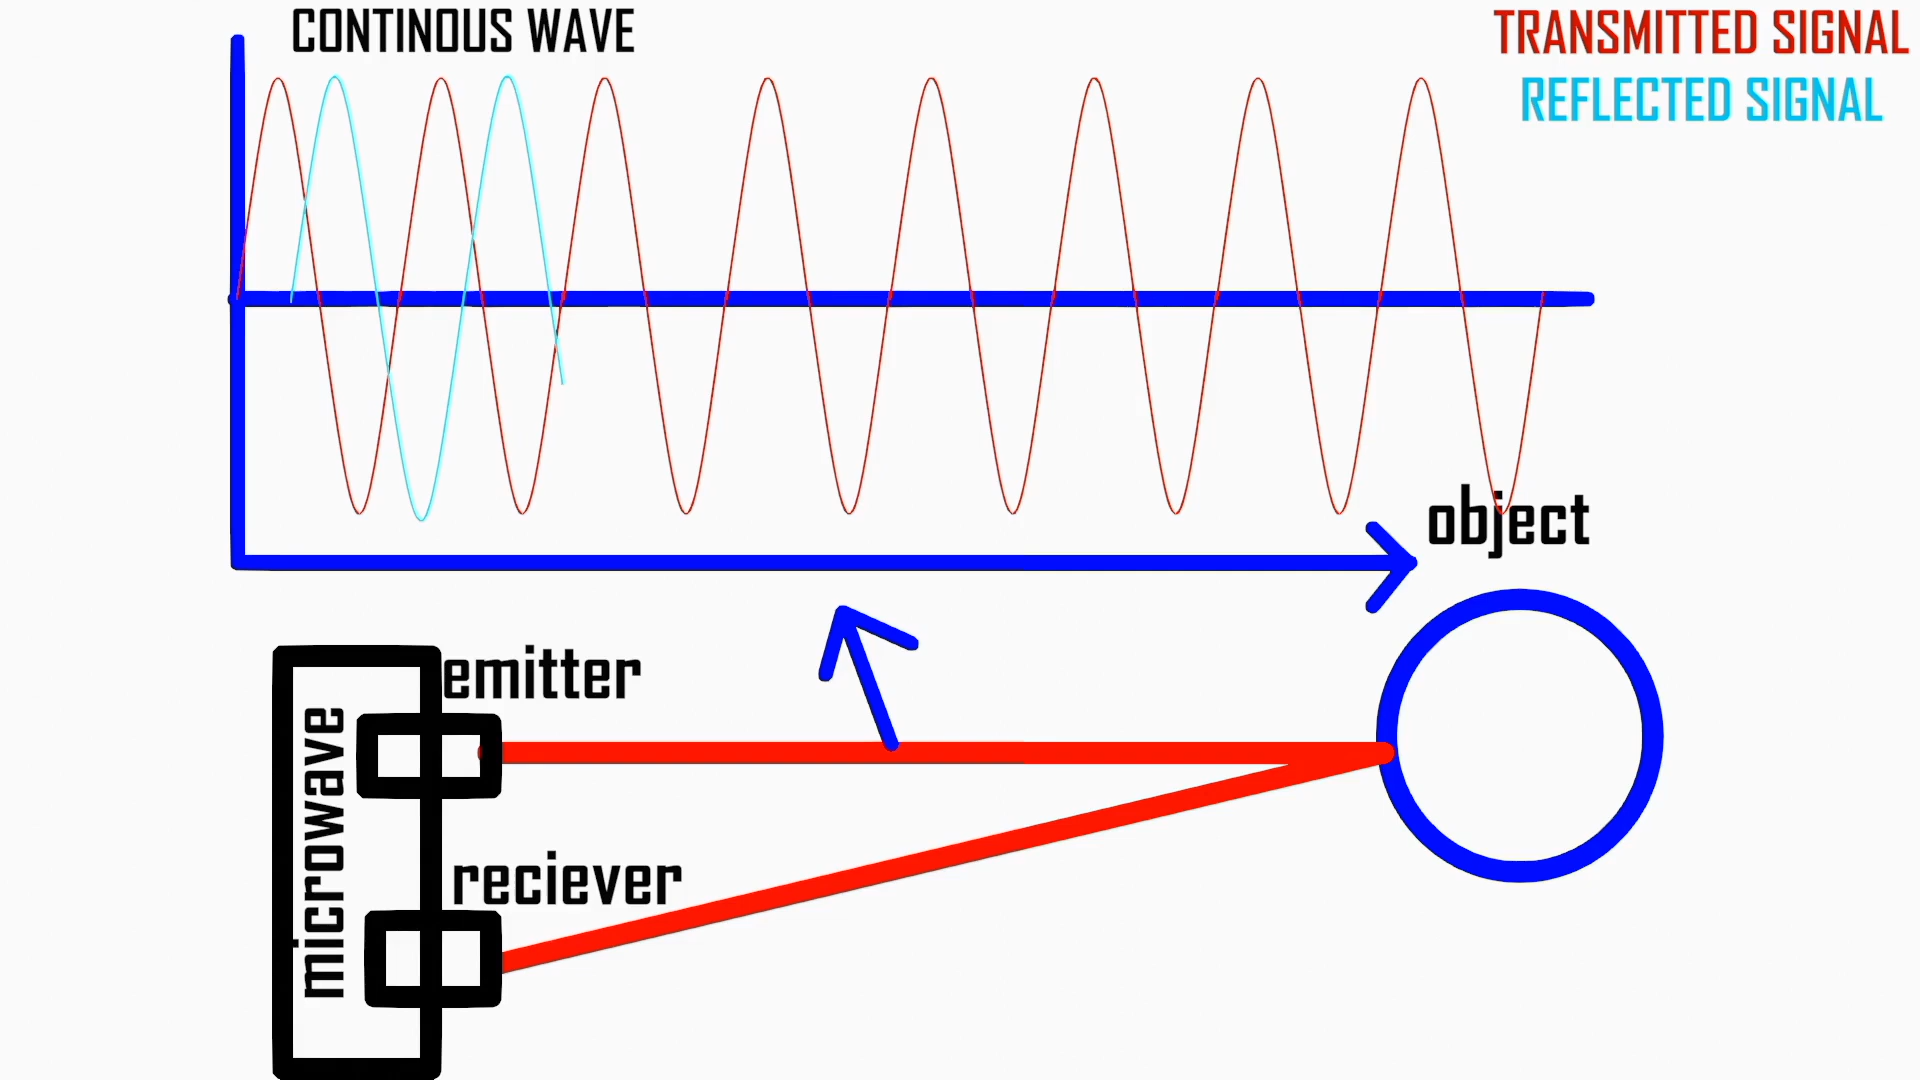 CONTINOUS WAVE
TRANSMITTED SIGNAL
REFLECTED SIGNAL
object
emitter
microwave
reciever